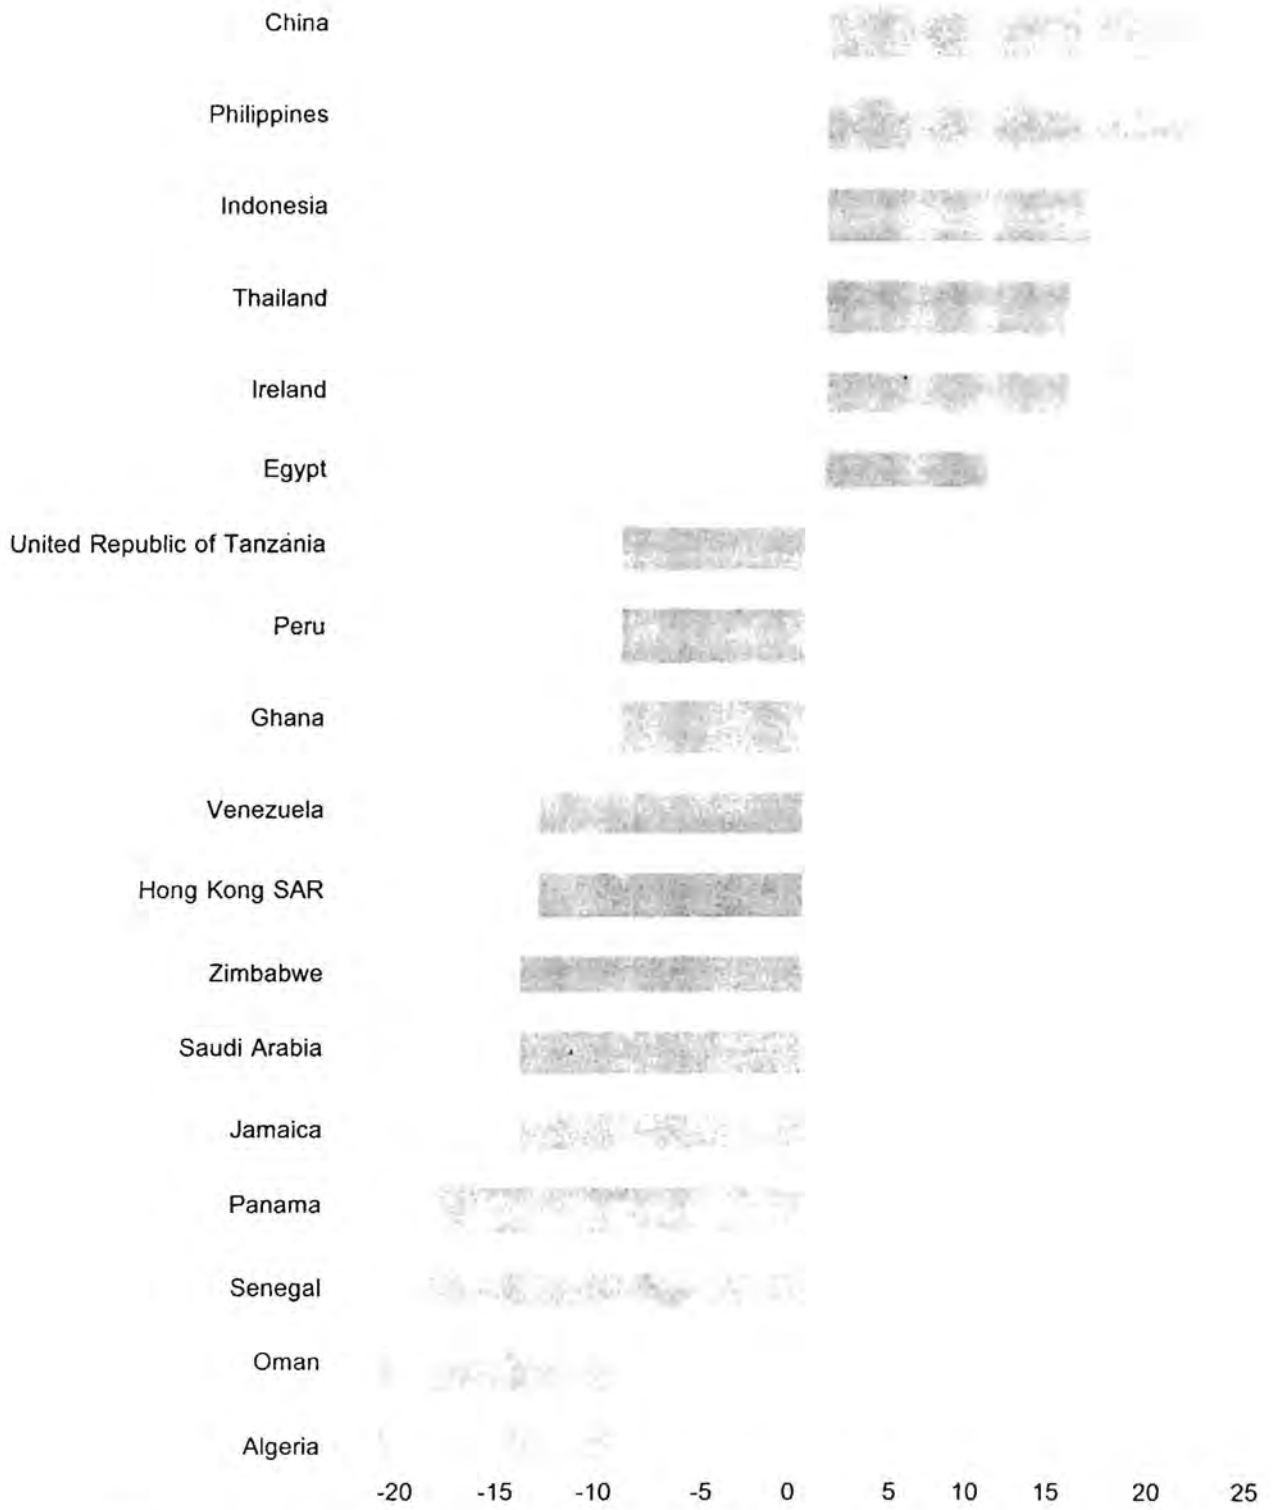 China
Philippines
Indonesia
Thailand
Ireland
Egypt
United Republic of Tanzania
Peru
Ghana
Venezuela
Hong Kong SAR
Zimbabwe
Saudi Arabia
Jamaica
Panama
Senegal
Oman
Algeria
-20 -15 -10 -5 0 5 10 15 20 25